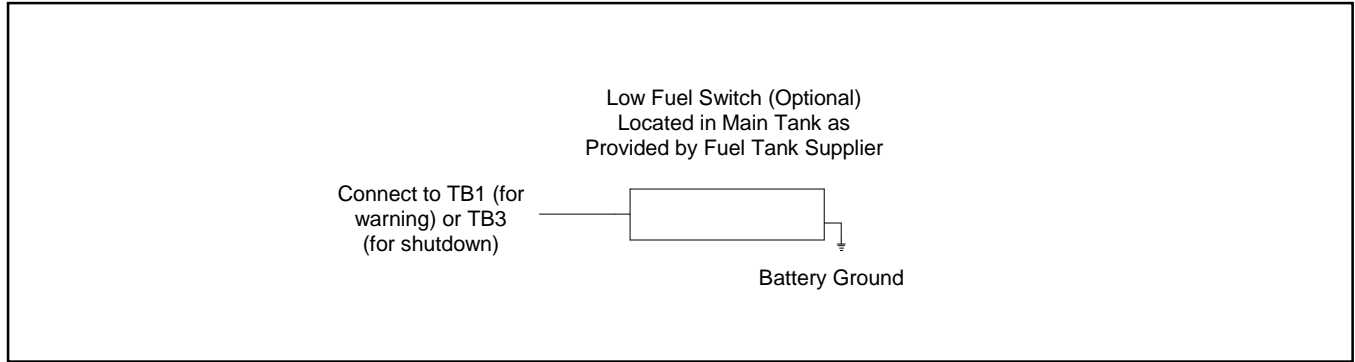 Low Fuel Switch (Optional)
Located in Main Tank as
Provided by Fuel Tank Supplier
Connect to TB1 (for
warning) or TB3
(for shutdown)
Battery Ground